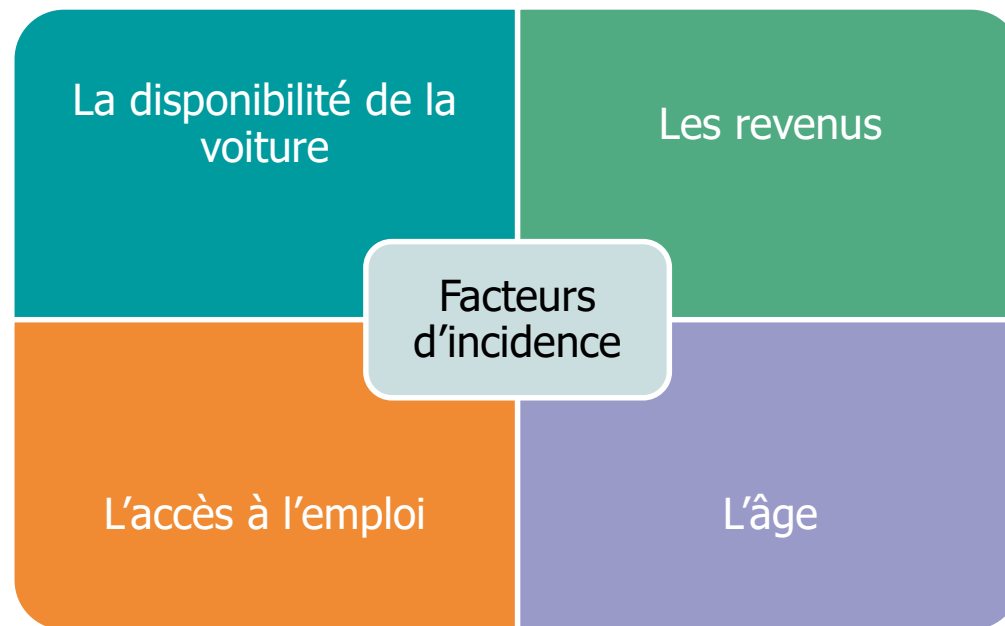 La disponibilité de la
voiture
Les revenus
Facteurs
d’incidence
L’accès à l’emploi
L’âge